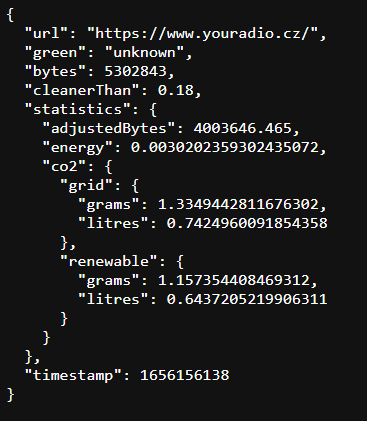 {
  "url": "https://www.youradio.cz/",
  "green": "unknown",
  "bytes": 5302843,
  "cleanerThan": 0.18,
  "statistics": {
    "adjustedBytes": 4003646.465,
    "energy": 0.0030202359302435072,
    "co2": {
      "grid": {
        "grams": 1.3349442811676302,
        "litres": 0.7424960091854358
      },
      "renewable": {
        "grams": 1.157354408469312,
        "litres": 0.6437205219906311
      }
    }
  },
  "timestamp": 1656156138
}